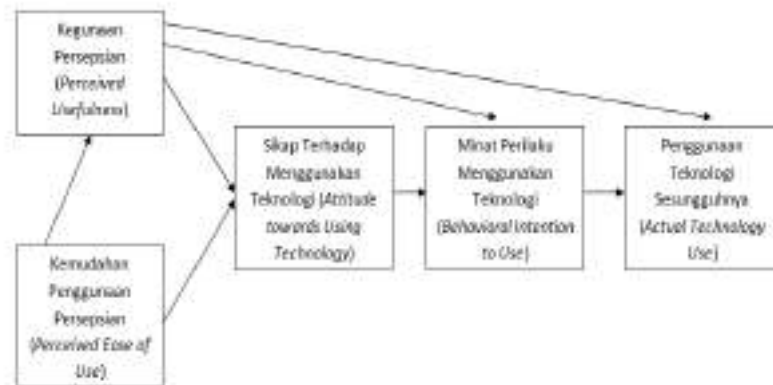 Kegunaan
Persepsian
(Perceived
Usefulness)
Sikap Terhadap
Menggunakan
Teknologi (Attitude
towards Using
Technology)
Minat Perilaku
Menggunakan
Teknologi
(Behavioral Intention
to Use)
Penggunaan
Teknologi
Sesungguhnya
(Actual Technology
Use)
Kemudahan
Penggunaan
Persepsian
(Perceived Ease of
Use)